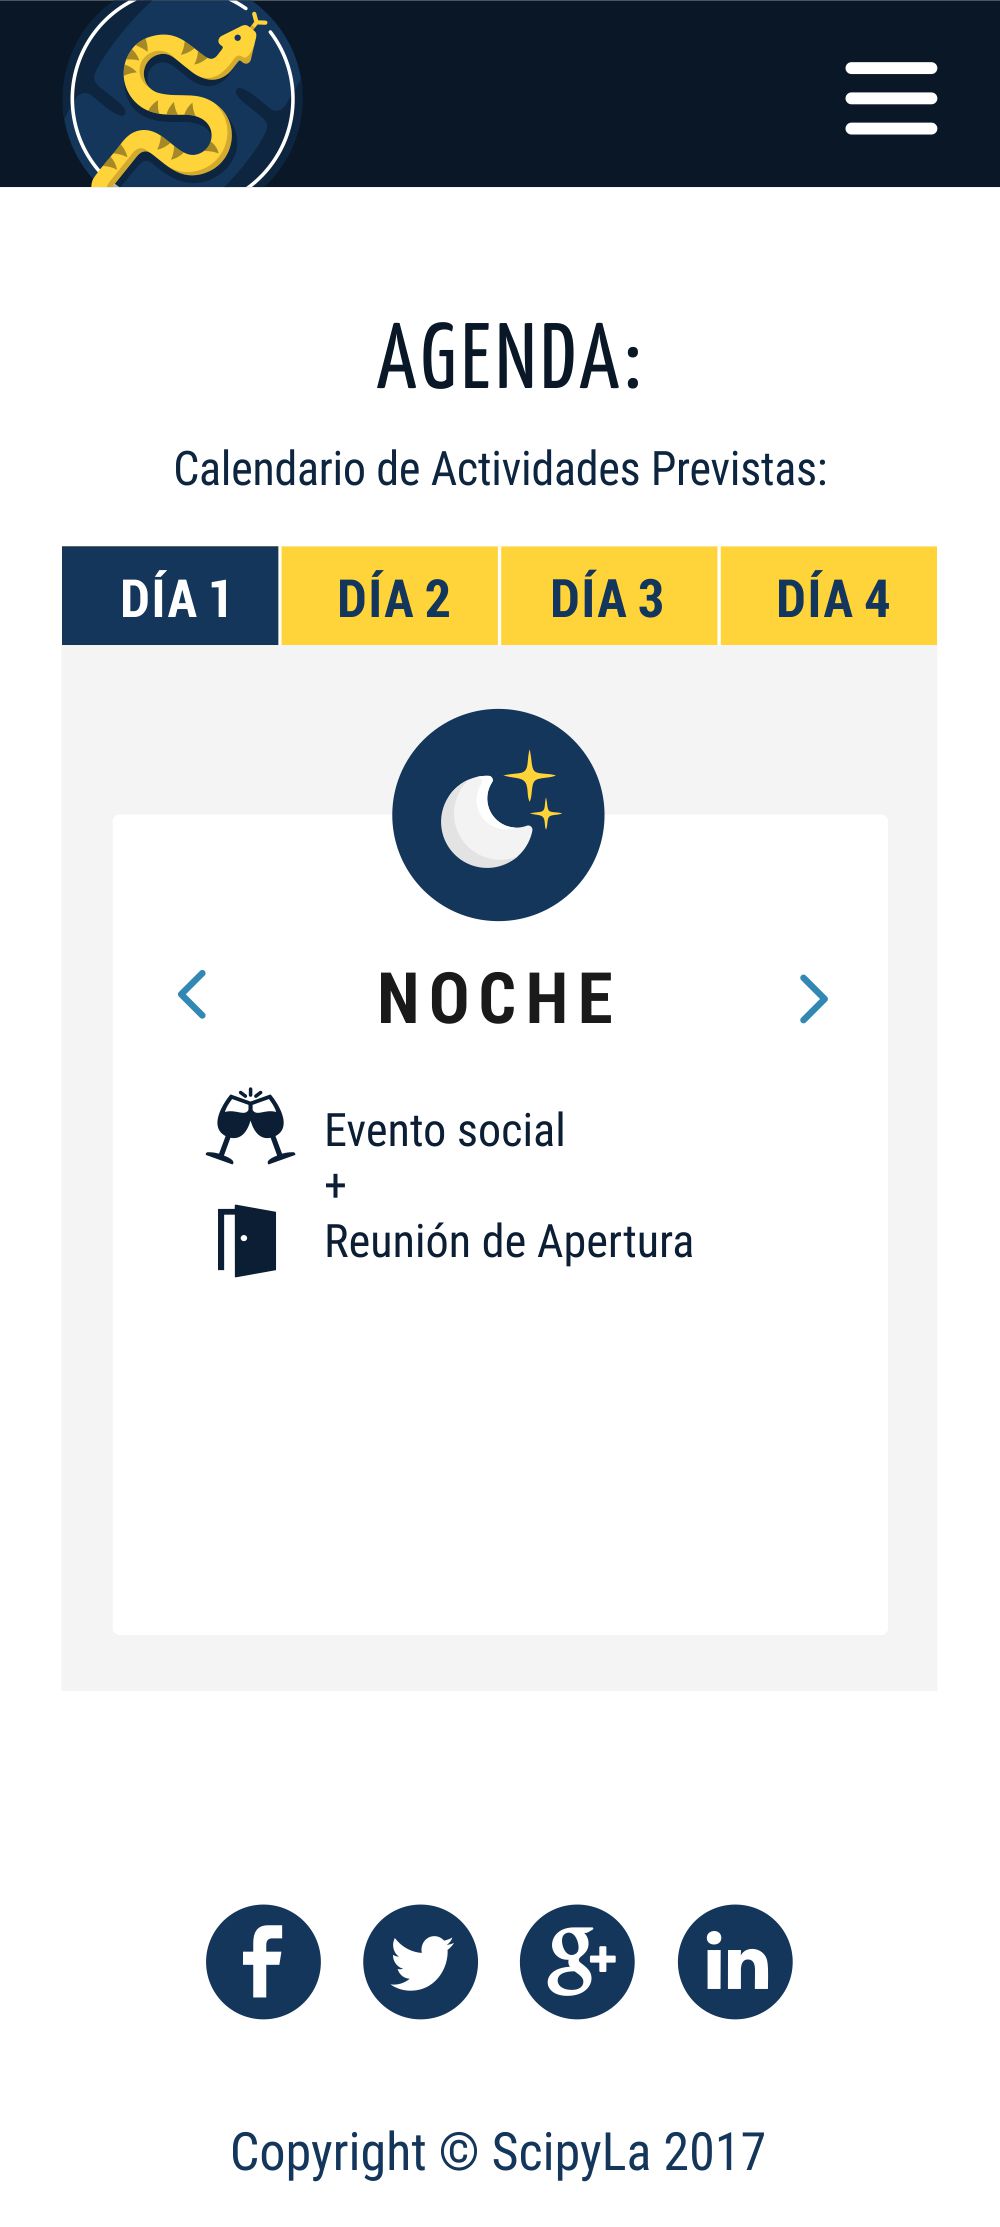 AGENDA:
Calendario de Actividades Previstas:
DÍA 1 DÍA 2 DÍA 3 DÍA 4
NOCHE
Evento social
+
Reunión de Apertura
f g+ in
Copyright © ScipyLa 2017